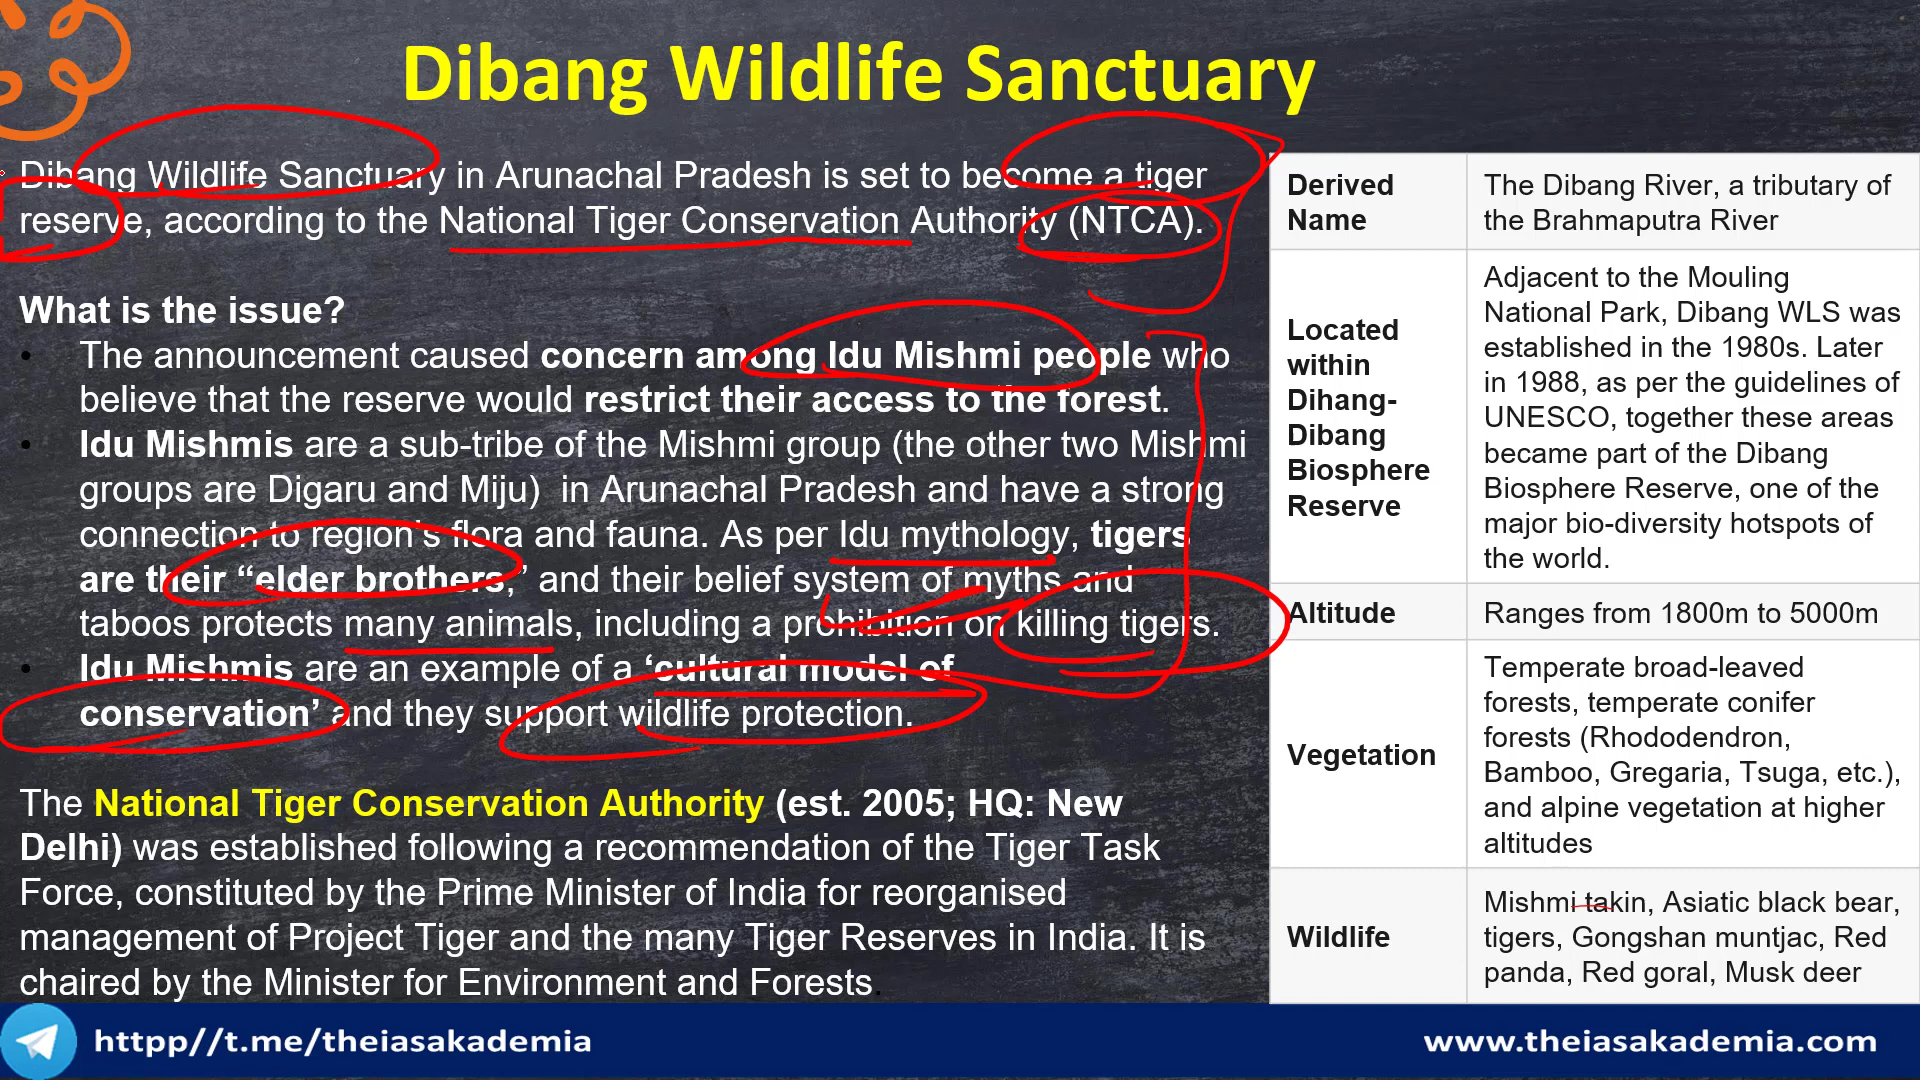 Dibang Wildlife Sanctuary
Dibang Wildlife Sanctuary in Arunachal Pradesh is set to become a tiger
reserve, according to the National Tiger Conservation Authority (NTCA).
What is the issue?
• The announcement caused concern among Idu Mishmi people who
believe that the reserve would restrict their access to the forest.
• Idu Mishmis are a sub-tribe of the Mishmi group (the other two Mishmi
groups are Digaru and Miju) in Arunachal Pradesh and have a strong
connection to region's flora and fauna. As per Idu mythology, tigers
are their “elder brothers,” and their belief system of myths and
taboos protects many animals, including a prohibition on killing tigers.
• Idu Mishmis are an example of a ‘cultural model of
conservation’ and they support wildlife protection.
The National Tiger Conservation Authority (est. 2005; HQ: New
Delhi) was established following a recommendation of the Tiger Task
Force, constituted by the Prime Minister of India for reorganised
management of Project Tiger and the many Tiger Reserves in India. It is
chaired by the Minister for Environment and Forests.
Derived
Name
The Dibang River, a tributary of
the Brahmaputra River
Located
within
Dihang-
Dibang
Biosphere
Reserve
Adjacent to the Mouling
National Park, Dibang WLS was
established in the 1980s. Later
in 1988, as per the guidelines of
UNESCO, together these areas
became part of the Dibang
Biosphere Reserve, one of the
major bio-diversity hotspots of
the world.
Altitude
Ranges from 1800m to 5000m
Vegetation
Temperate broad-leaved
forests, temperate conifer
forests (Rhododendron,
Bamboo, Gregaria, Tsuga, etc.),
and alpine vegetation at higher
altitudes
Wildlife
Mishmi takin, Asiatic black bear,
tigers, Gongshan muntjac, Red
panda, Red goral, Musk deer
httpp//t.me/theiasakademia
www.theiasakademia.com